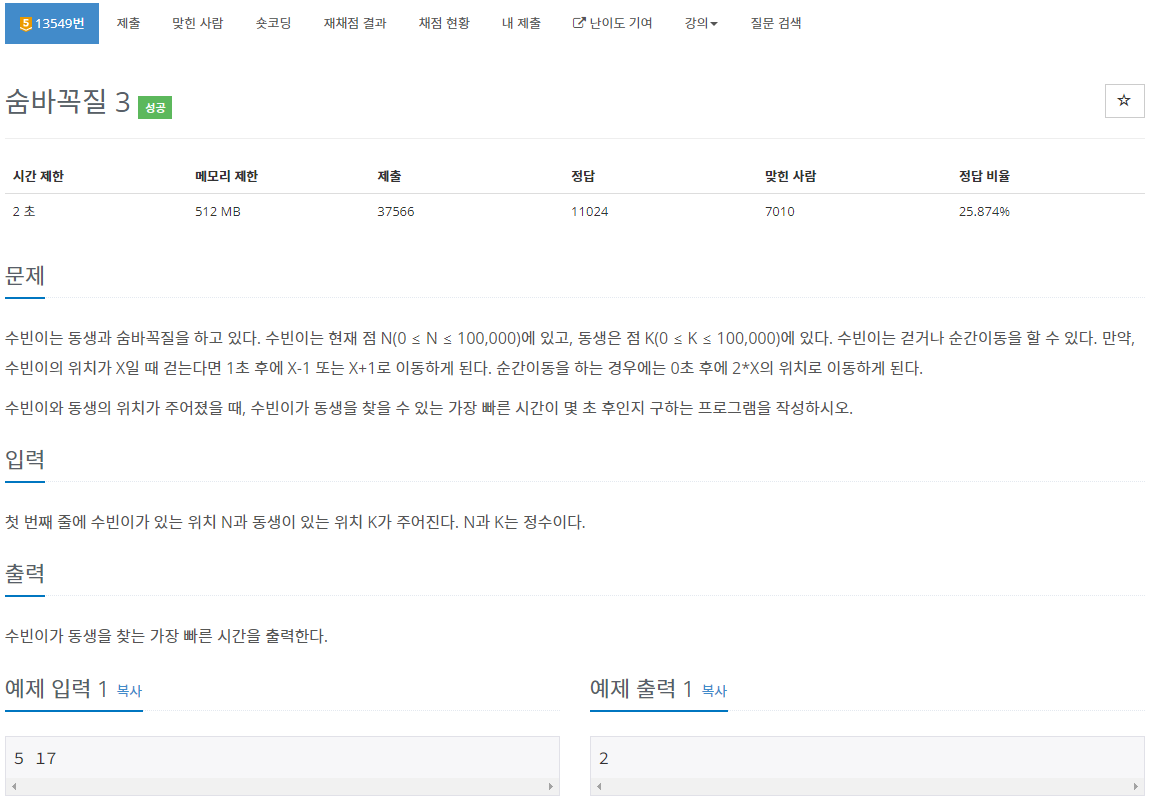 5 13549번 제출 맞힌 사람 숏코딩 재채점 결과 채점 현황 내 제출 난이도 기여 강의 질문 검색
숨바꼭질 3 성공
시간 제한 메모리 제한 제출 정답 맞힌 사람 정답 비율
2 초 512 MB 37566 11024 7010 25.874%
문제
수빈이는 동생과 숨바꼭질을 하고 있다. 수빈이는 현재 점 N(0 ≤ N ≤ 100,000)에 있고, 동생은 점 K(0 ≤ K ≤ 100,000)에 있다. 수빈이는 걷거나 순간이동을 할 수 있다. 만약,
수빈이의 위치가 X일 때 걷는다면 1초 후에 X-1 또는 X+1로 이동하게 된다. 순간이동을 하는 경우에는 0초 후에 2*X의 위치로 이동하게 된다.
수빈이와 동생의 위치가 주어졌을 때, 수빈이가 동생을 찾을 수 있는 가장 빠른 시간이 몇 초 후인지 구하는 프로그램을 작성하시오.
입력
첫 번째 줄에 수빈이가 있는 위치 N과 동생이 있는 위치 K가 주어진다. N과 K는 정수이다.
출력
수빈이가 동생을 찾는 가장 빠른 시간을 출력한다.
예제 입력 1 복사
5 17
예제 출력 1 복사
2